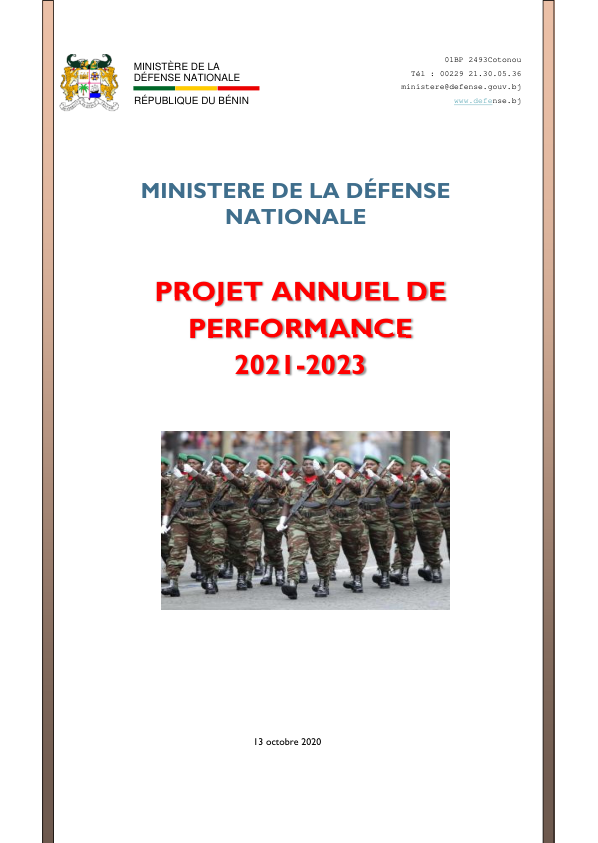 MINISTÈRE DE LA
DÉFENSE NATIONALE
RÉPUBLIQUE DU BÉNIN
01BP 2493Cotonou
Tél : 00229 21.30.05.36
ministere@defense.gouv.bj
www.defense.bj
MINISTERE DE LA DÉFENSE
NATIONALE
PROJET ANNUEL DE
PERFORMANCE
2021-2023
13 octobre 2020